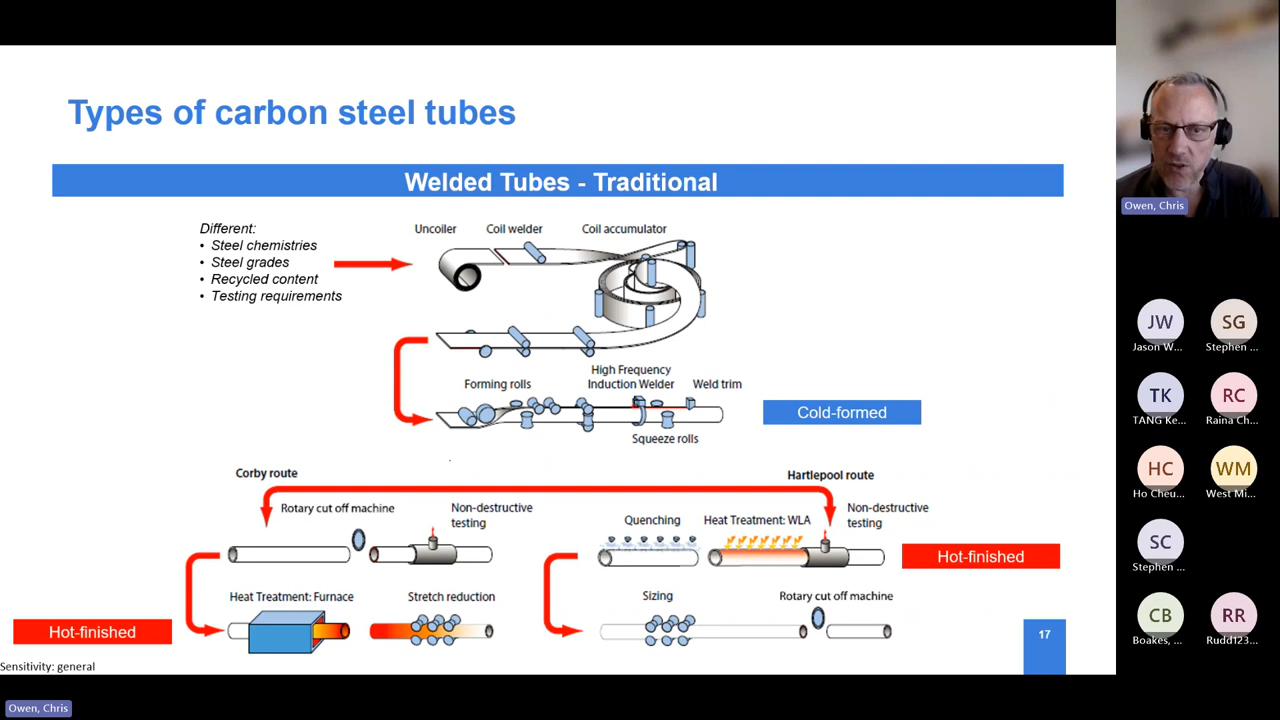 Types of carbon steel tubes
Welded Tubes - Traditional
Different:
• Steel chemistries
• Steel grades
• Recycled content
• Testing requirements
Uncoiler
Coil welder
Coil accumulator
Forming rolls
High Frequency
Induction Welder
Weld trim
Squeeze rolls
Cold-formed
Corby route
Hartlepool route
Rotary cut off machine
Non-destructive
testing
Quenching
Heat Treatment: WLA
Non-destructive
testing
Hot-finished
Heat Treatment: Furnace
Stretch reduction
Sizing
Rotary cut off machine
Hot-finished
17
Sensitivity: general
Owen, Chris
Owen, Chris
JW
Jason W...
SG
Stephen ...
TK
TANG Ke...
RC
Raina Ch...
HC
Ho Cheu...
WM
West Mi...
SC
Stephen ...
CB
Boakes, ...
RR
Rudd123...